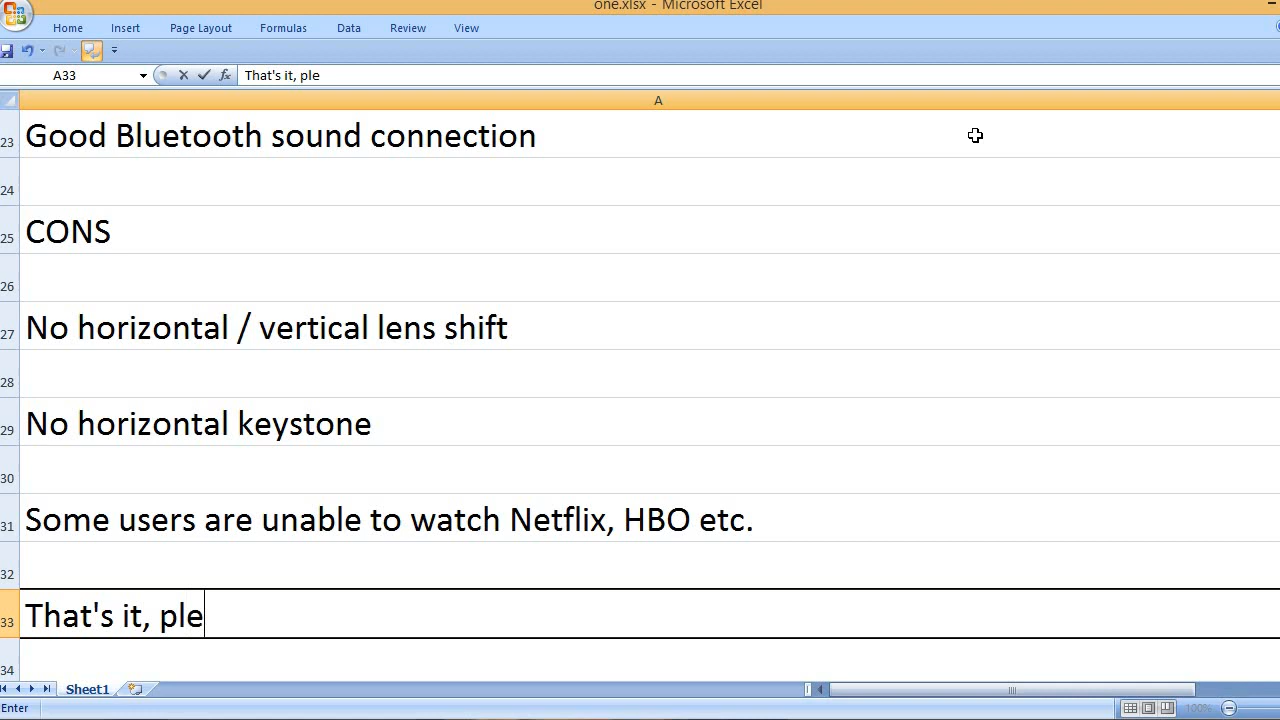 one.xlsx - Microsoft Excel
Home Insert Page Layout Formulas Data Review View
A33 fx That's it, ple
A
23 Good Bluetooth sound connection
24
25 CONS
26
27 No horizontal / vertical lens shift
28
29 No horizontal keystone
30
31 Some users are unable to watch Netflix, HBO etc.
32
33 That's it, ple
34
Sheet1
Enter 100%